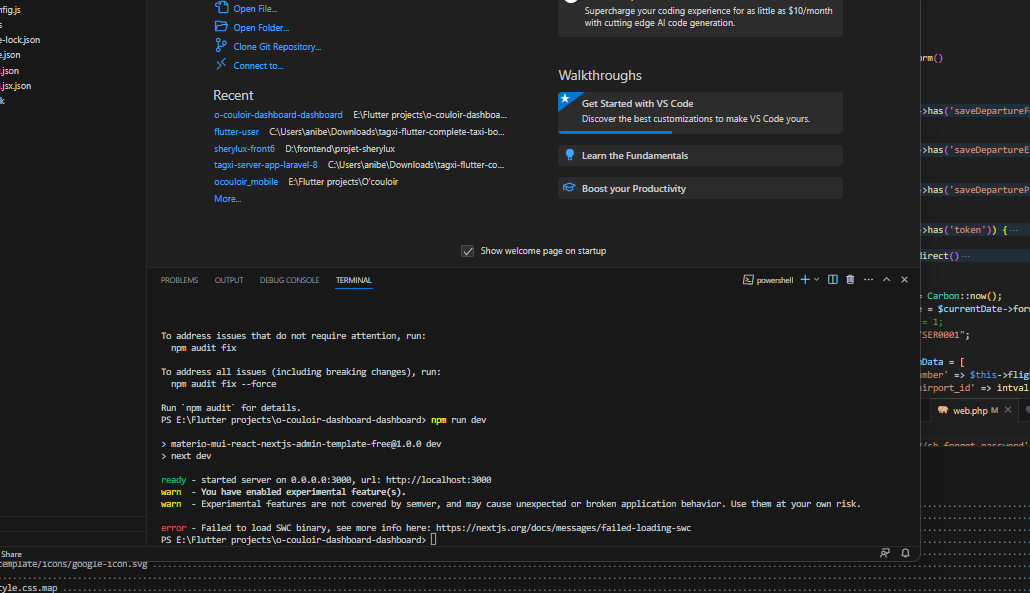 nfig.js
s
e-lock.json
e.json
.json
.jsx.json
k
Open File...
Open Folder...
Clone Git Repository...
Connect to...
Recent
o-couloir-dashboard-dashboard E:\Flutter projects\o-couloir-dashboa...
flutter-user C:\Users\anibe\Downloads\tagxi-flutter-complete-taxi-bo...
sherylux-front6 D:\frontend\projet-sherylux
tagxi-server-app-laravel-8 C:\Users\anibe\Downloads\tagxi-flutter-co...
ocouloir_mobile E:\Flutter projects\O'couloir
More...
Supercharge your coding experience for as little as $10/month
with cutting edge AI code generation.
Walkthroughs
Get Started with VS Code
Discover the best customizations to make VS Code yours.
Learn the Fundamentals
Boost your Productivity
Show welcome page on startup
PROBLEMS OUTPUT DEBUG CONSOLE TERMINAL
powershell
To address issues that do not require attention, run:
npm audit fix
To address all issues (including breaking changes), run:
npm audit fix --force
Run `npm audit` for details.
PS E:\Flutter projects\o-couloir-dashboard-dashboard> npm run dev
> materio-mui-react-nextjs-admin-template-free@1.0.0 dev
> next dev
ready - started server on 0.0.0.0:3000, url: http://localhost:3000
warn - You have enabled experimental feature(s).
warn - Experimental features are not covered by semver, and may cause unexpected or broken application behavior. Use them at your own risk.
error - Failed to load SWC binary, see more info here: https://nextjs.org/docs/messages/failed-loading-swc
PS E:\Flutter projects\o-couloir-dashboard-dashboard>
Share
template/icons/google-icon.svg
tyle.css.map
orm()
->has('saveDepartureF
->has('saveDepartureE
->has('saveDepartureP
->has('token')) {...
direct()...
= Carbon::now();
e = $currentDate->for
= 1;
"SER0001";
mData = [
umber' => $this->flig
airport_id' => intval
web.php M
/sh-forget-password'